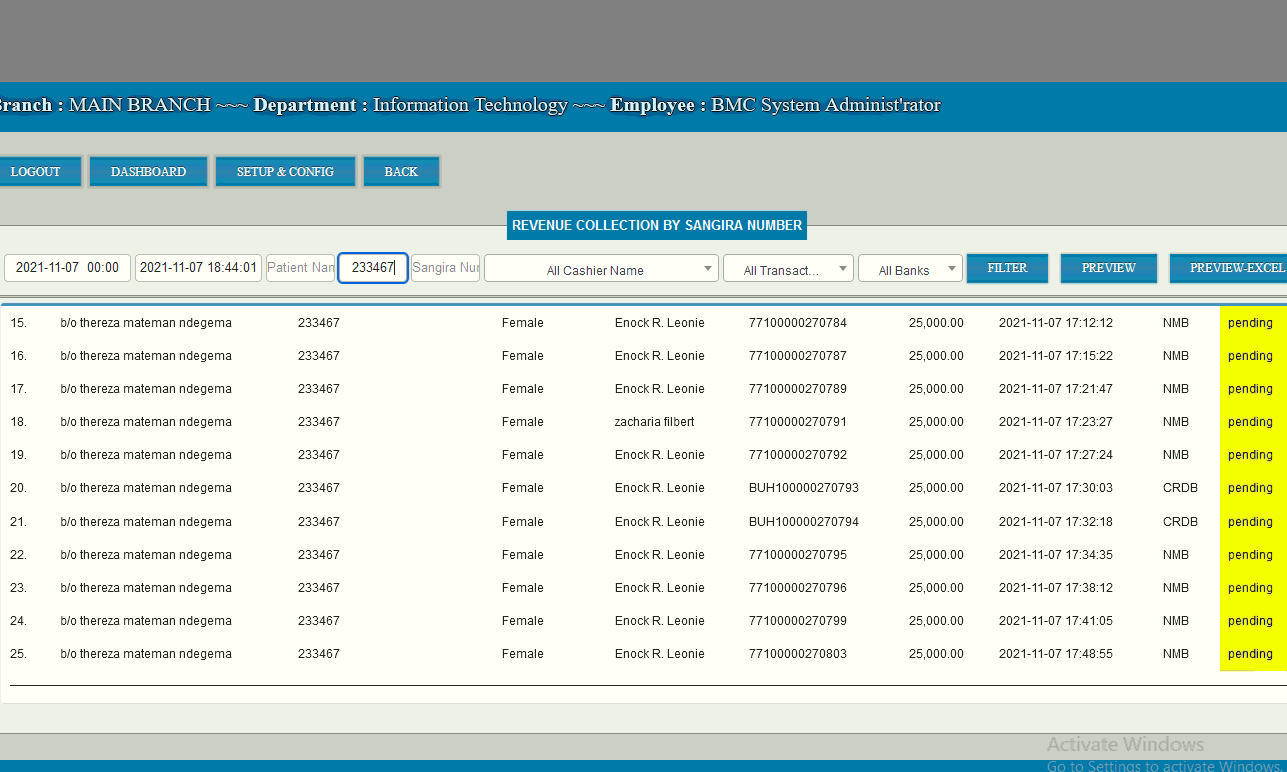 Branch : MAIN BRANCH ~~~ Department : Information Technology ~~~ Employee : BMC System Administ'rator
LOGOUT DASHBOARD SETUP & CONFIG BACK
REVENUE COLLECTION BY SANGIRA NUMBER
2021-11-07 00:00 2021-11-07 18:44:01 Patient Nan 233467 Sangira Nur All Cashier Name All Transact... All Banks FILTER PREVIEW PREVIEW-EXCEL
15. b/o thereza mateman ndegema 233467 Female Enock R. Leonie 77100000270784 25,000.00 2021-11-07 17:12:12 NMB pending
16. b/o thereza mateman ndegema 233467 Female Enock R. Leonie 77100000270787 25,000.00 2021-11-07 17:15:22 NMB pending
17. b/o thereza mateman ndegema 233467 Female Enock R. Leonie 77100000270789 25,000.00 2021-11-07 17:21:47 NMB pending
18. b/o thereza mateman ndegema 233467 Female zacharia filbert 77100000270791 25,000.00 2021-11-07 17:23:27 NMB pending
19. b/o thereza mateman ndegema 233467 Female Enock R. Leonie 77100000270792 25,000.00 2021-11-07 17:27:24 NMB pending
20. b/o thereza mateman ndegema 233467 Female Enock R. Leonie BUH100000270793 25,000.00 2021-11-07 17:30:03 CRDB pending
21. b/o thereza mateman ndegema 233467 Female Enock R. Leonie BUH100000270794 25,000.00 2021-11-07 17:32:18 CRDB pending
22. b/o thereza mateman ndegema 233467 Female Enock R. Leonie 77100000270795 25,000.00 2021-11-07 17:34:35 NMB pending
23. b/o thereza mateman ndegema 233467 Female Enock R. Leonie 77100000270796 25,000.00 2021-11-07 17:38:12 NMB pending
24. b/o thereza mateman ndegema 233467 Female Enock R. Leonie 77100000270799 25,000.00 2021-11-07 17:41:05 NMB pending
25. b/o thereza mateman ndegema 233467 Female Enock R. Leonie 77100000270803 25,000.00 2021-11-07 17:48:55 NMB pending
Activate Windows
Go to Settings to activate Windows.